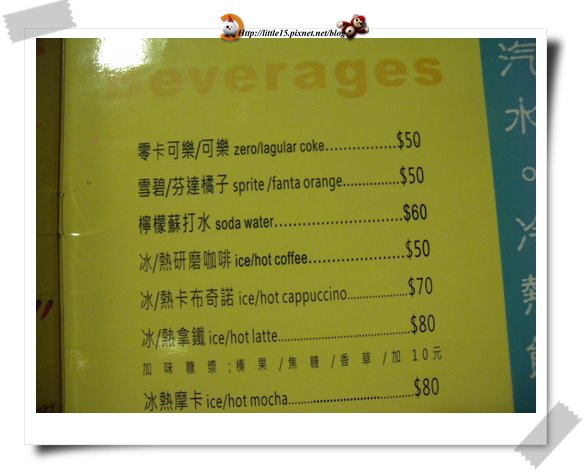 Http://little15.pixnet.net/blog
Beverages
零卡可樂/可樂 zero/lagular coke................$50
雪碧/芬達橘子 sprite /fanta orange..............$50
檸檬蘇打水 soda water..............................$60
冰/熱研磨咖啡 ice/hot coffee......................$50
冰/熱卡布奇諾 ice/hot cappuccino....................$70
冰/熱拿鐵 ice/hot latte..........................................$80
加味糖漿;榛果/焦糖/香草/加10元
冰熱摩卡 ice/hot mocha........................................$80
汽水。冷熱飲